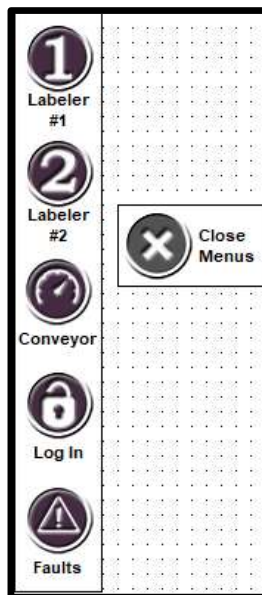 1
Labeler
#1
2
Labeler
#2
Close
Menus
Conveyor
Log In
Faults